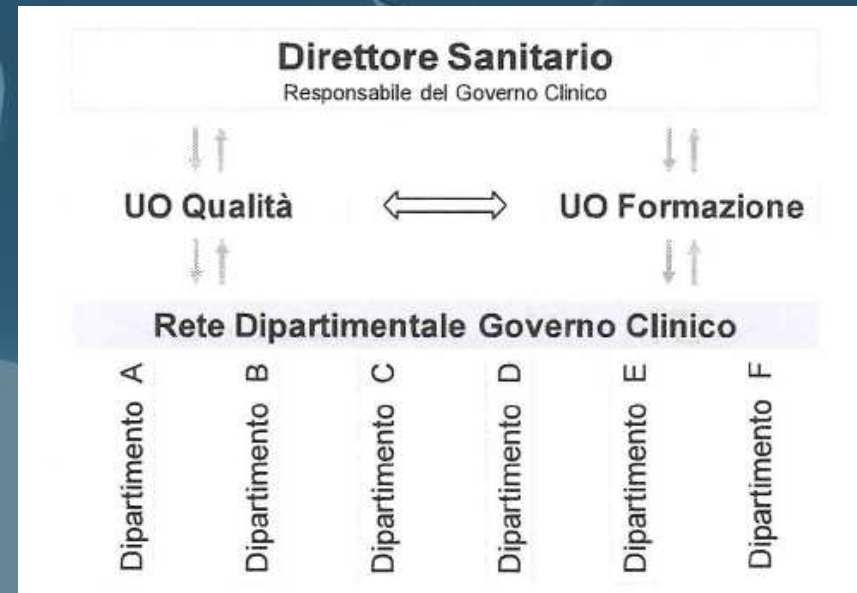 Direttore Sanitario
Responsabile del Governo Clinico
UO Qualità
UO Formazione
Rete Dipartimentale Governo Clinico
Dipartimento A
Dipartimento B
Dipartimento C
Dipartimento D
Dipartimento E
Dipartimento F